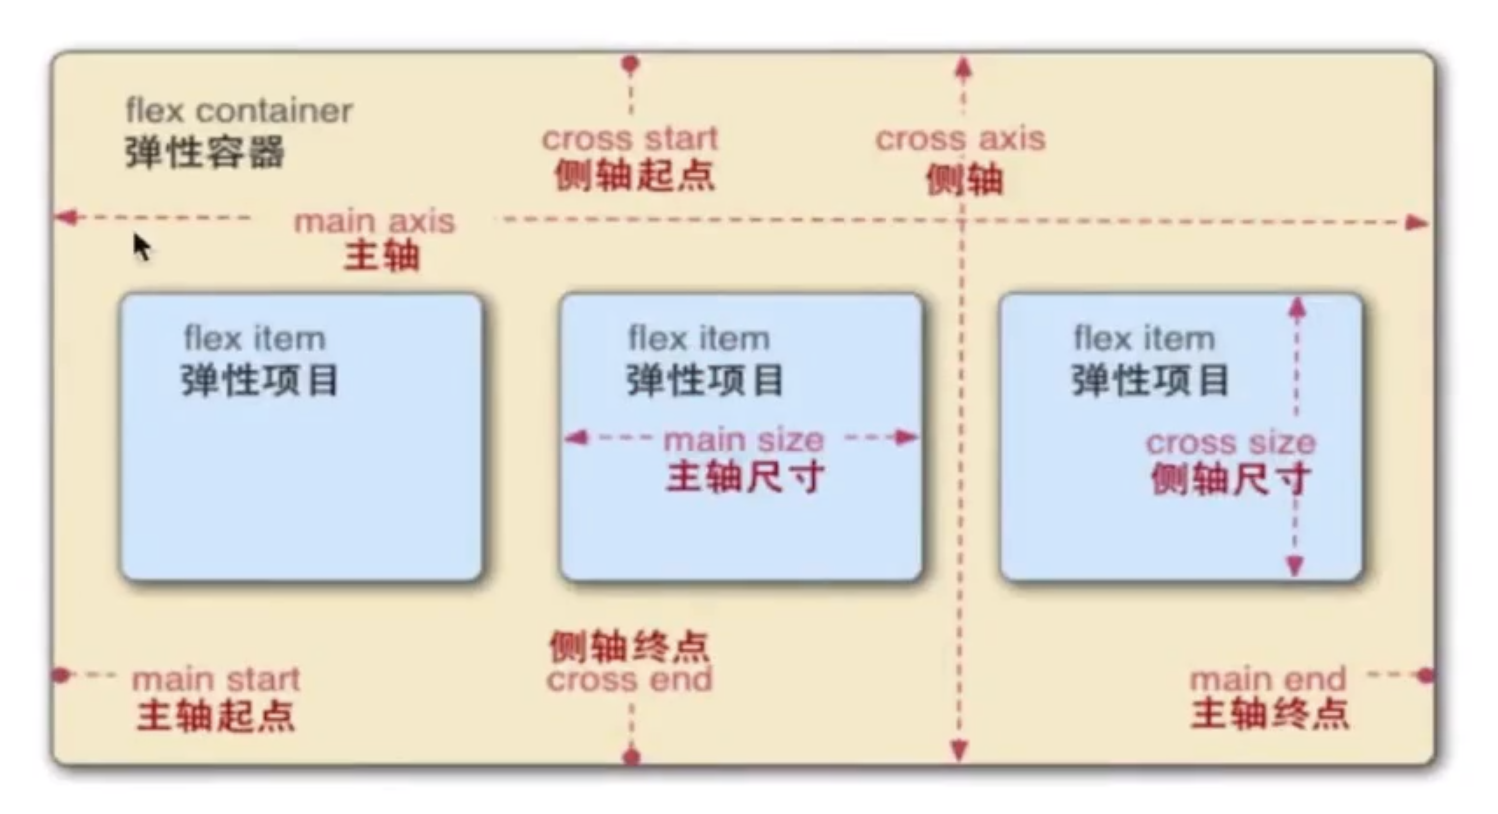 flex container
弹性容器
cross start
侧轴起点
cross axis
侧轴
main axis
主轴
flex item
弹性项目
flex item
弹性项目
main size
主轴尺寸
flex item
弹性项目
cross size
侧轴尺寸
main start
主轴起点
侧轴终点
cross end
main end
主轴终点